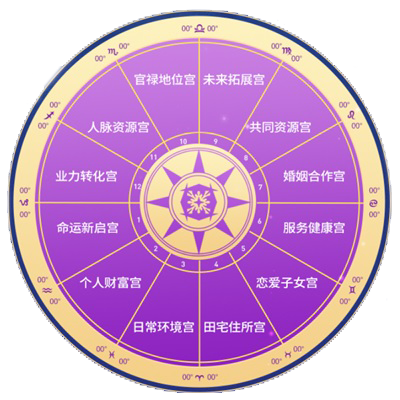 00° ♎ 00"
00° ♏ 00"
00° ♍ 00"
官禄地位宫
未来拓展宫
00° ♐ 00"
00° ♌ 00"
人脉资源宫
共同资源宫
10
9
11
8
业力转化宫
婚姻合作宫
12
7
00° ♑ 00"
00° ♋ 00"
命运新启宫
服务健康宫
1
6
2
5
3
4
个人财富宫
恋爱子女宫
00° ♒ 00"
00° ♊ 00"
日常环境宫
田宅住所宫
00° ♓ 00"
00° ♉ 00"
00° ♈ 00"